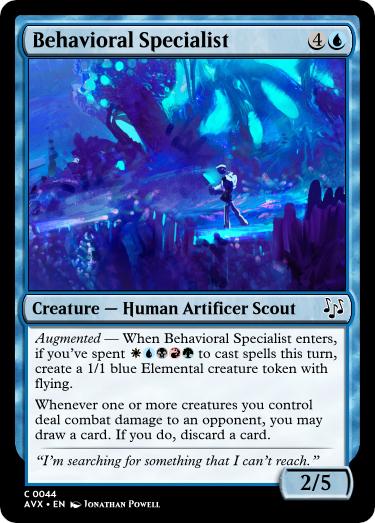 Behavioral Specialist 4
Creature — Human Artificer Scout
Augmented — When Behavioral Specialist enters,
if you've spent to cast spells this turn,
create a 1/1 blue Elemental creature token with
flying.
Whenever one or more creatures you control
deal combat damage to an opponent, you may
draw a card. If you do, discard a card.
"I'm searching for something that I can't reach."
2/5
C 0044
AVX • EN JONATHAN POWELL